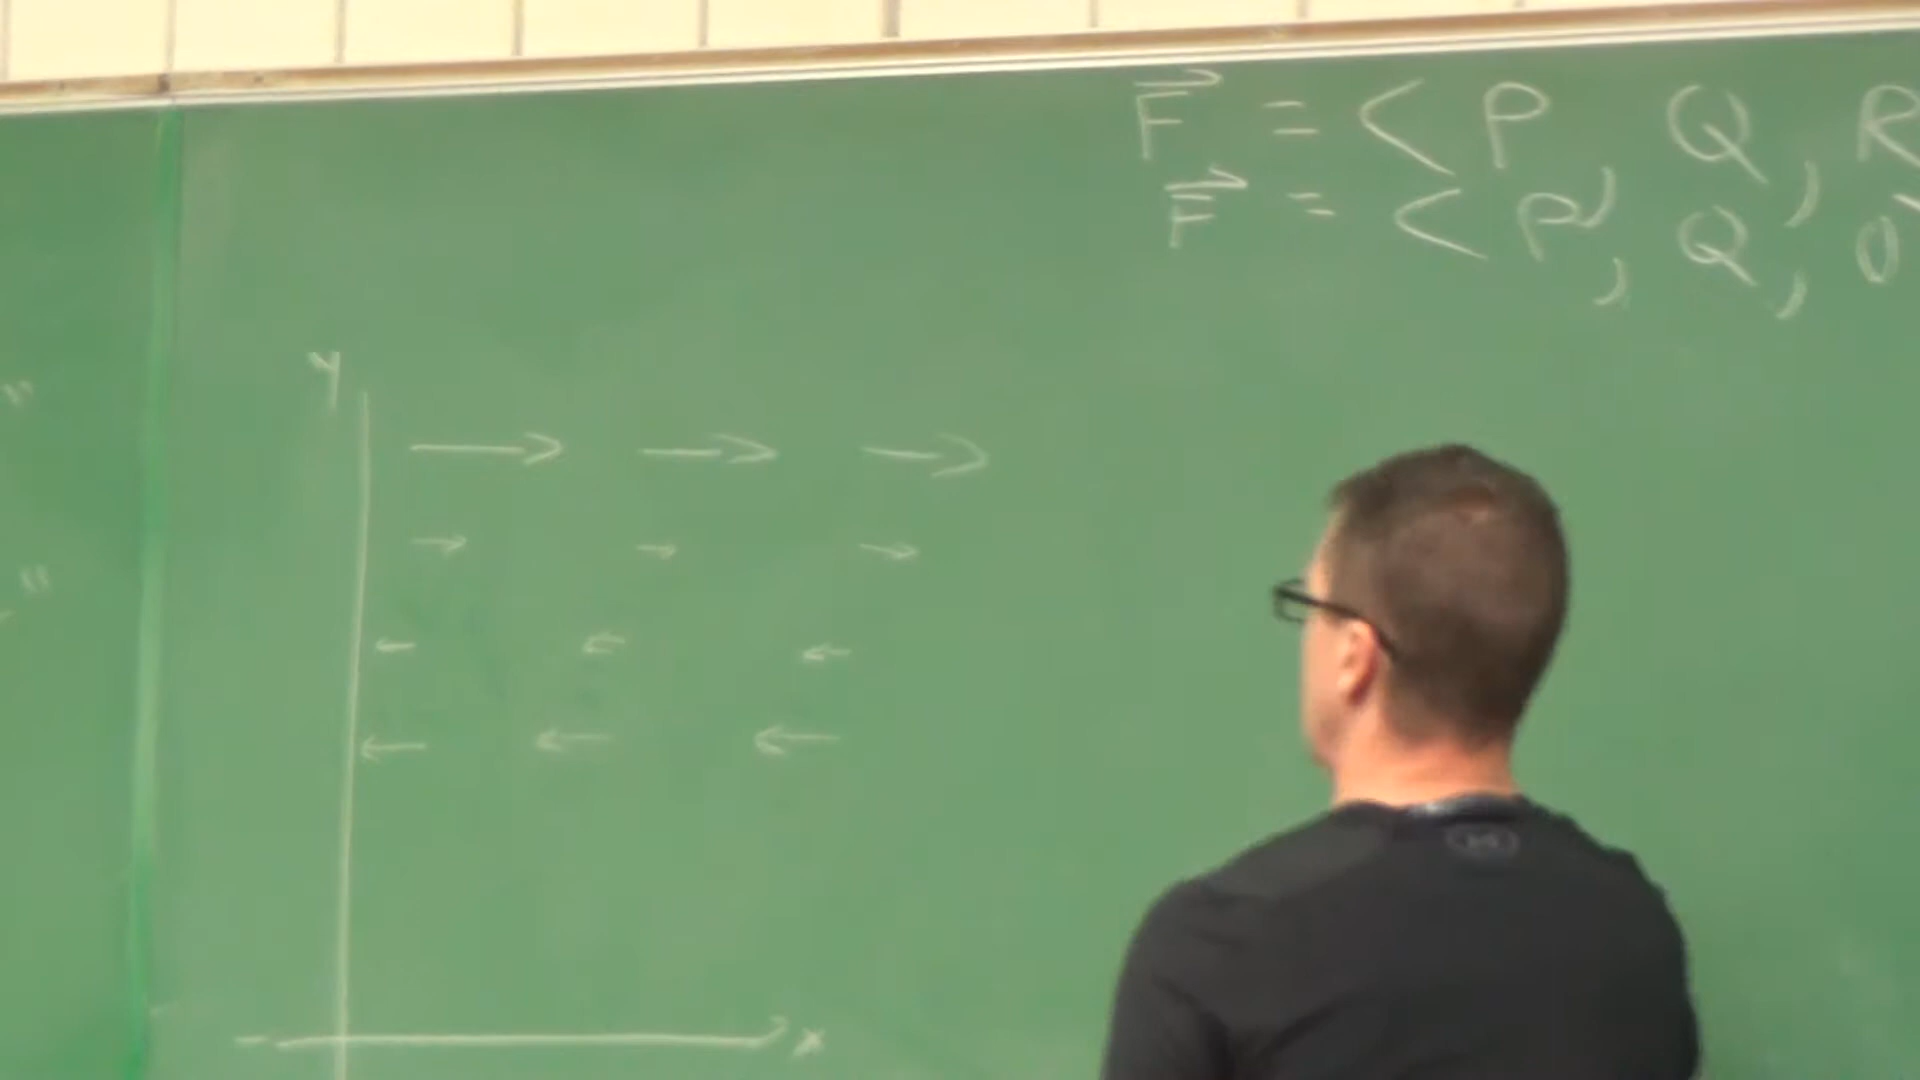 F⃗ = < P, Q, R
F⃗ = < P, Q, 0>
y
x